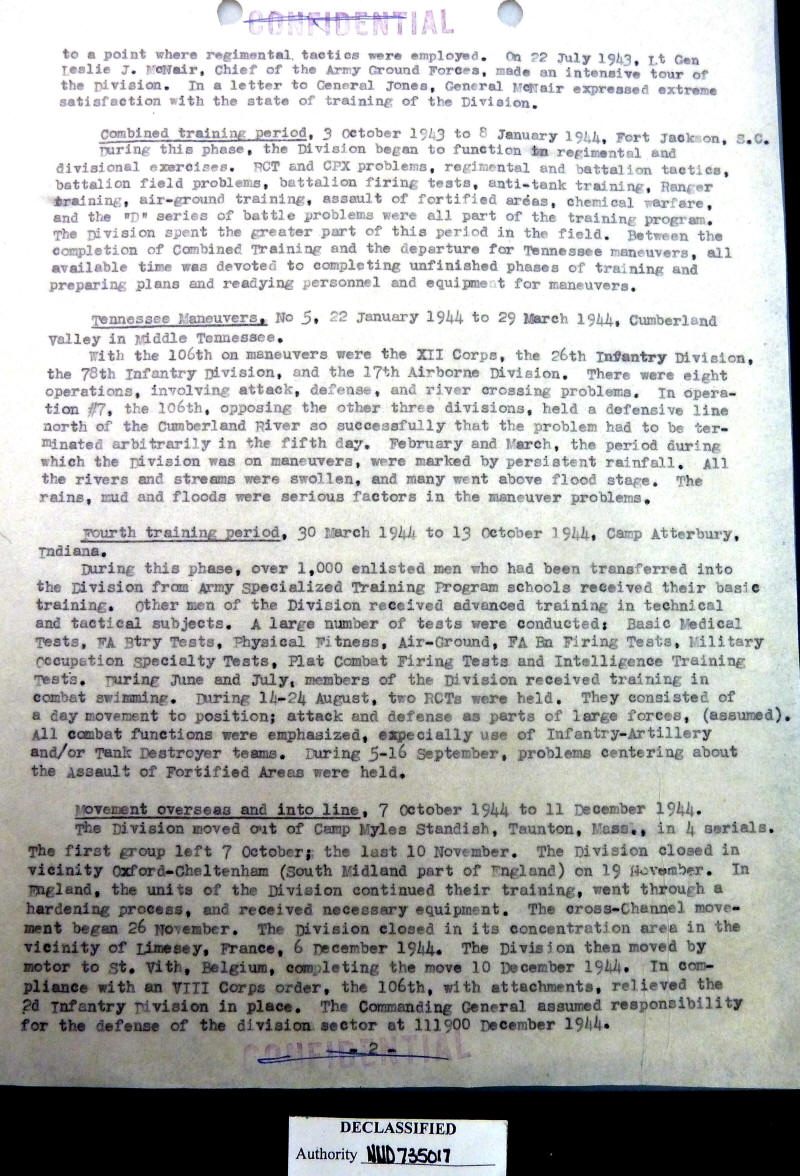 CONFIDENTIAL
to a point where regimental tactics were employed. On 22 July 1943, Lt Gen
Leslie J. McNair, Chief of the Army Ground Forces, made an intensive tour of
the Division. In a letter to General Jones, General McNair expressed extreme
satisfaction with the state of training of the Division.
Combined training period, 3 October 1943 to 8 January 1944, Fort Jackson, S.C.
During this phase, the Division began to function in regimental and
divisional exercises. RCT and CPX problems, regimental and battalion tactics,
battalion field problems, battalion firing tests, anti-tank training, Ranger
training, air-ground training, assault of fortified areas, chemical warfare,
and the "D" series of battle problems were all part of the training program.
The Division spent the greater part of this period in the field. Between the
completion of Combined Training and the departure for Tennessee maneuvers, all
available time was devoted to completing unfinished phases of training and
preparing plans and readying personnel and equipment for maneuvers.
Tennessee Maneuvers, No 5, 22 January 1944 to 29 March 1944, Cumberland
Valley in Middle Tennessee.
With the 106th on maneuvers were the XII Corps, the 26th Infantry Division,
the 78th Infantry Division, and the 17th Airborne Division. There were eight
operations, involving attack, defense, and river crossing problems. In opera-
tion #7, the 106th, opposing the other three divisions, held a defensive line
north of the Cumberland River so successfully that the problem had to be ter-
minated arbitrarily in the fifth day. February and March, the period during
which the Division was on maneuvers, were marked by persistent rainfall. All
the rivers and streams were swollen, and many went above flood stage. The
rains, mud and floods were serious factors in the maneuver problems.
Fourth training period, 30 March 1944 to 13 October 1944, Camp Atterbury,
Indiana.
During this phase, over 1,000 enlisted men who had been transferred into
the Division from Army Specialized Training Program schools received their basic
training. Other men of the Division received advanced training in technical
and tactical subjects. A large number of tests were conducted: Basic Medical
Tests, FA Btry Tests, Physical Fitness, Air-Ground, FA Bn Firing Tests, Military
Occupation Specialty Tests, Plat Combat Firing Tests and Intelligence Training
Tests. During June and July, members of the Division received training in
combat swimming. During 14-24 August, two RCTs were held. They consisted of
a day movement to position; attack and defense as parts of large forces, (assumed).
All combat functions were emphasized, especially use of Infantry-Artillery
and/or Tank Destroyer teams. During 5-16 September, problems centering about
the Assault of Fortified Areas were held.
Movement overseas and into line, 7 October 1944 to 11 December 1944.
The Division moved out of Camp Myles Standish, Taunton, Mass., in 4 serials.
The first group left 7 October; the last 10 November. The Division closed in
vicinity Oxford-Cheltenham (South Midland part of England) on 19 November. In
England, the units of the Division continued their training, went through a
hardening process, and received necessary equipment. The cross-Channel move-
ment began 26 November. The Division closed in its concentration area in the
vicinity of Limesey, France, 6 December 1944. The Division then moved by
motor to St. Vith, Belgium, completing the move 10 December 1944. In com-
pliance with an VIII Corps order, the 106th, with attachments, relieved the
2d Infantry Division in place. The Commanding General assumed responsibility
for the defense of the division sector at 111900 December 1944.
- 2 -
CONFIDENTIAL
DECLASSIFIED
Authority NND735017